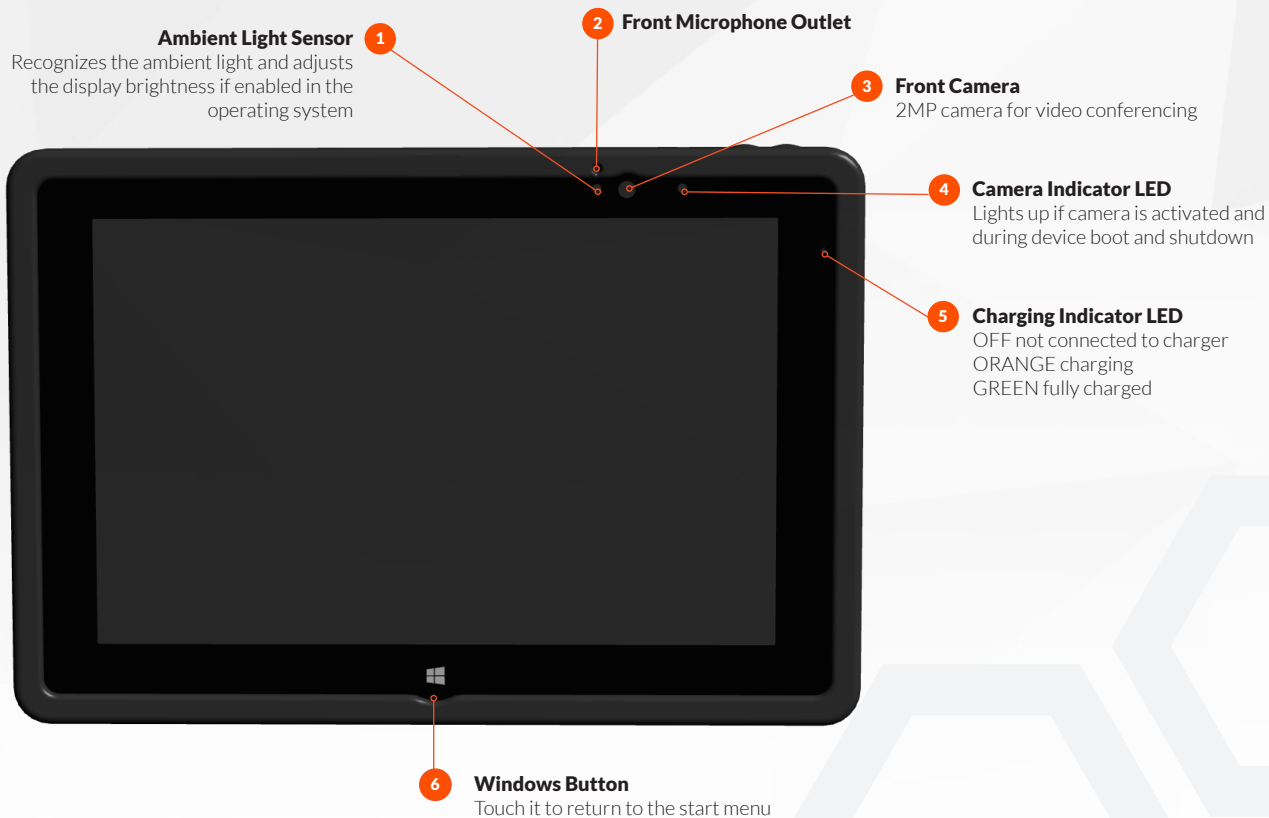 1
Ambient Light Sensor
Recognizes the ambient light and adjusts
the display brightness if enabled in the
operating system
2
Front Microphone Outlet
3
Front Camera
2MP camera for video conferencing
4
Camera Indicator LED
Lights up if camera is activated and
during device boot and shutdown
5
Charging Indicator LED
OFF not connected to charger
ORANGE charging
GREEN fully charged
6
Windows Button
Touch it to return to the start menu